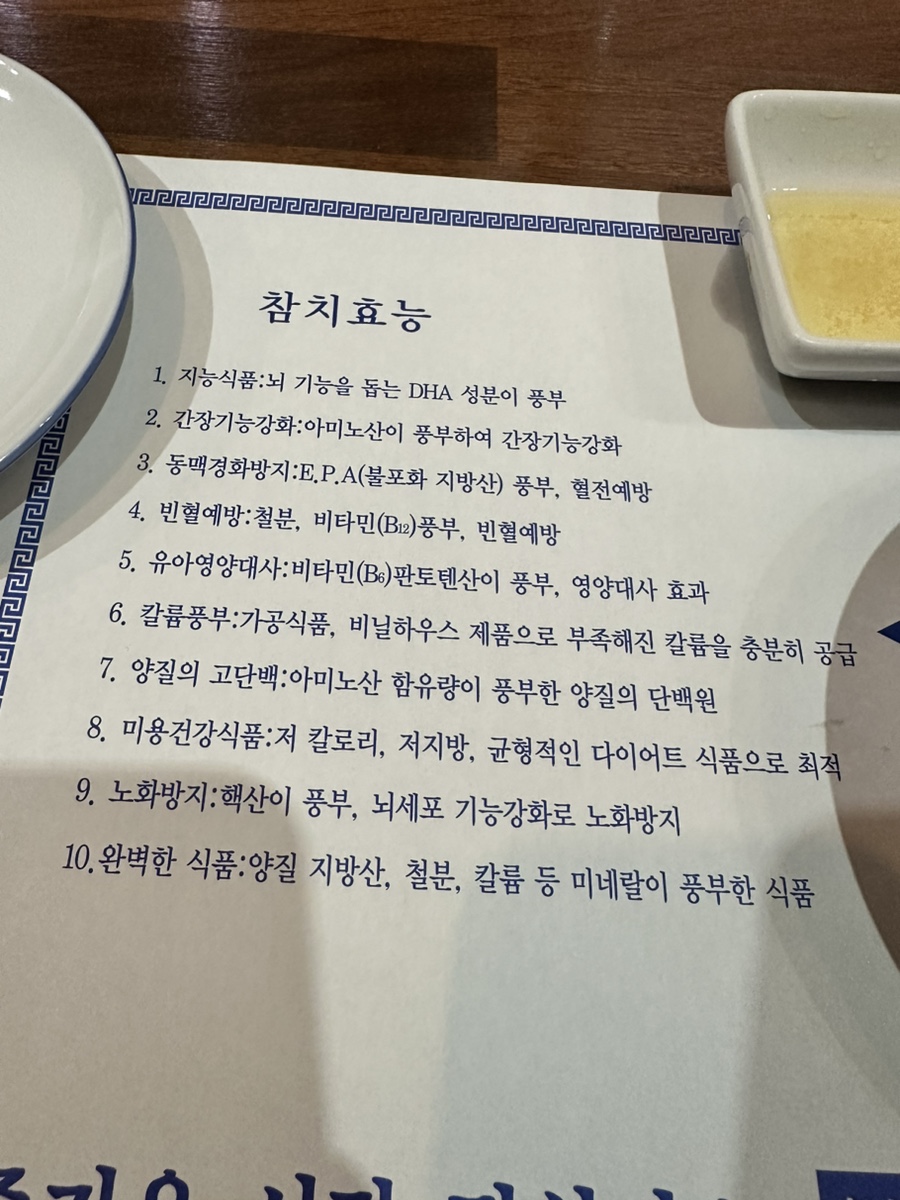 참치효능
1. 지능식품:뇌 기능을 돕는 DHA 성분이 풍부
2. 간장기능강화:아미노산이 풍부하여 간장기능강화
3. 동맥경화방지:E.P.A(불포화 지방산) 풍부, 혈전예방
4. 빈혈예방:철분, 비타민(B₁₂)풍부, 빈혈예방
5. 유아영양대사:비타민(B₆)판토텐산이 풍부, 영양대사 효과
6. 칼륨풍부:가공식품, 비닐하우스 제품으로 부족해진 칼륨을 충분히 공급
7. 양질의 고단백:아미노산 함유량이 풍부한 양질의 단백원
8. 미용건강식품:저 칼로리, 저지방, 균형적인 다이어트 식품으로 최적
9. 노화방지:핵산이 풍부, 뇌세포 기능강화로 노화방지
10.완벽한 식품:양질 지방산, 철분, 칼륨 등 미네랄이 풍부한 식품